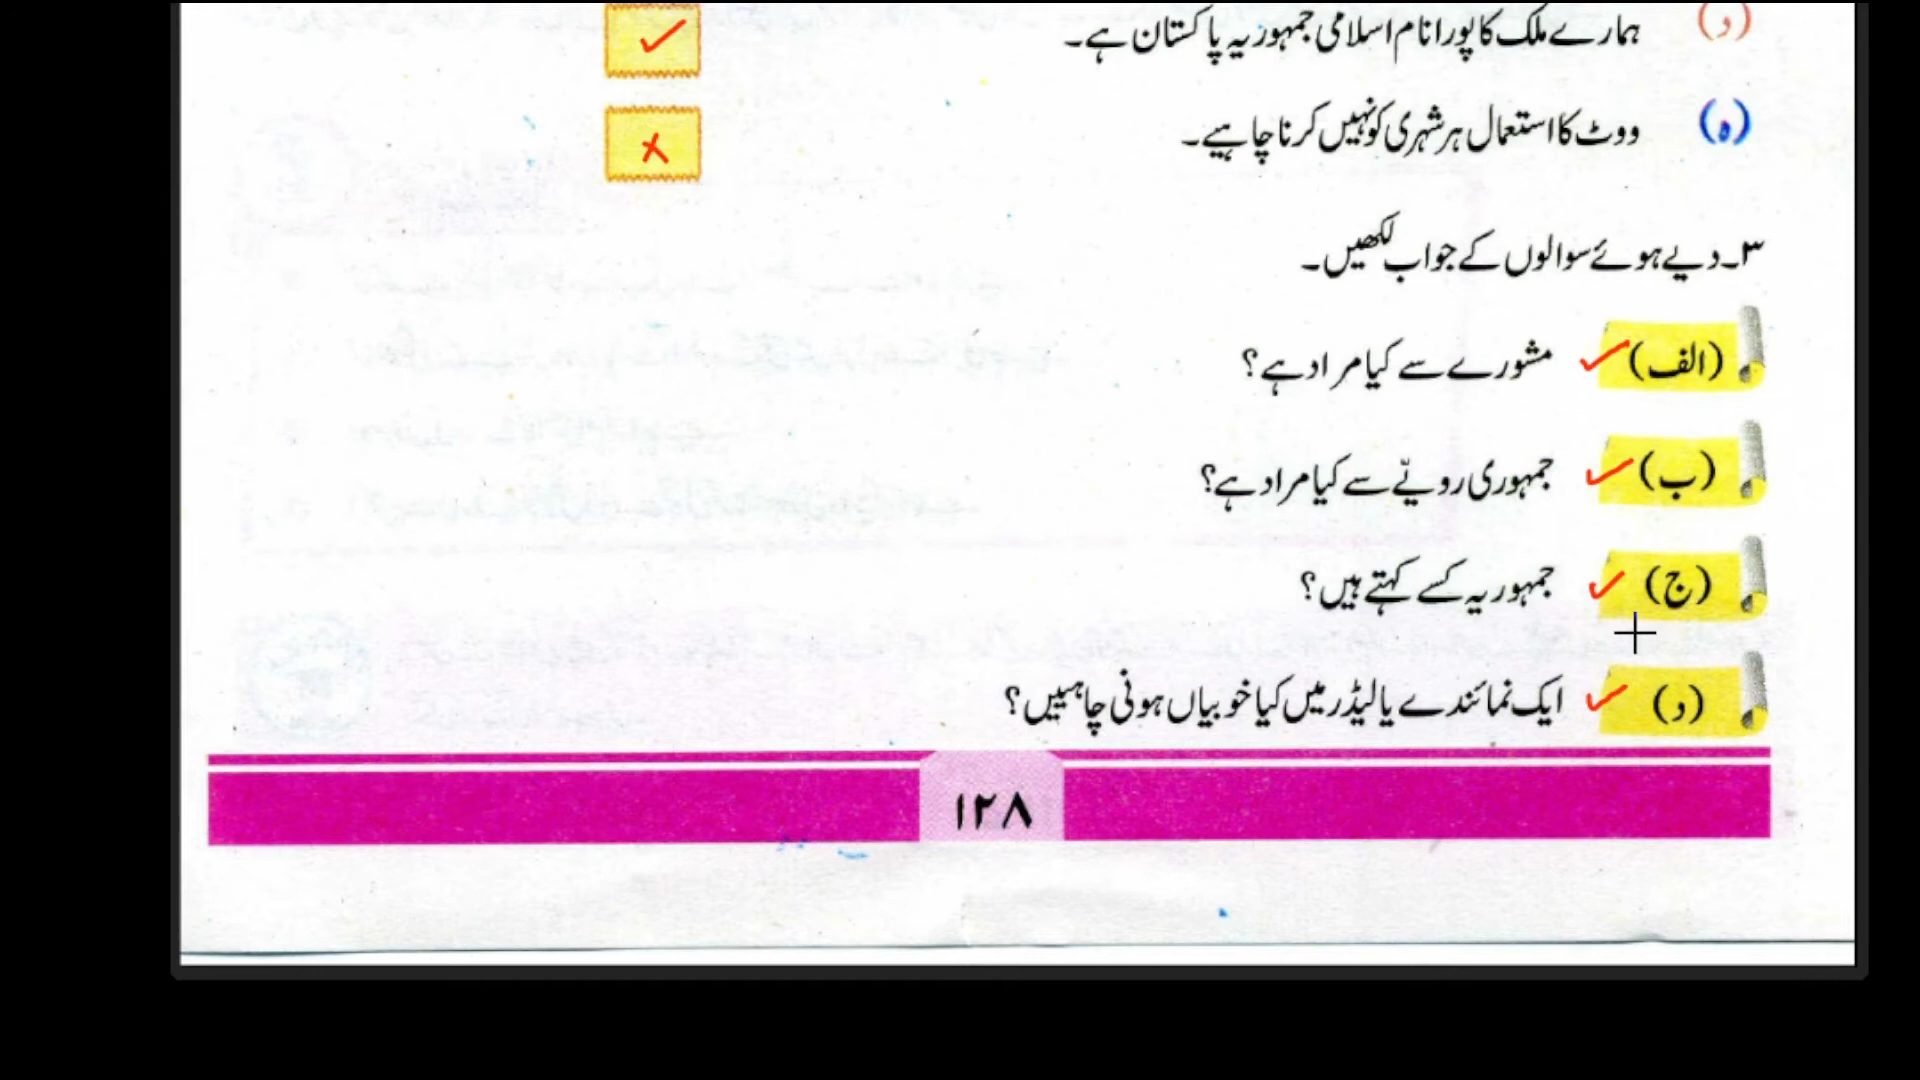 (د) ہمارے ملک کا پورا نام اسلامی جمہوریہ پاکستان ہے۔
(ہ) ووٹ کا استعمال ہر شہری کو نہیں کرنا چاہیے۔
۳۔ دیے ہوئے سوالوں کے جواب لکھیں۔
(الف) مشورے سے کیا مراد ہے؟
(ب) جمہوری رویّے سے کیا مراد ہے؟
(ج) جمہوریہ کسے کہتے ہیں؟
(د) ایک نمائندے یا لیڈر میں کیا خوبیاں ہونی چاہییں؟
۱۲۸